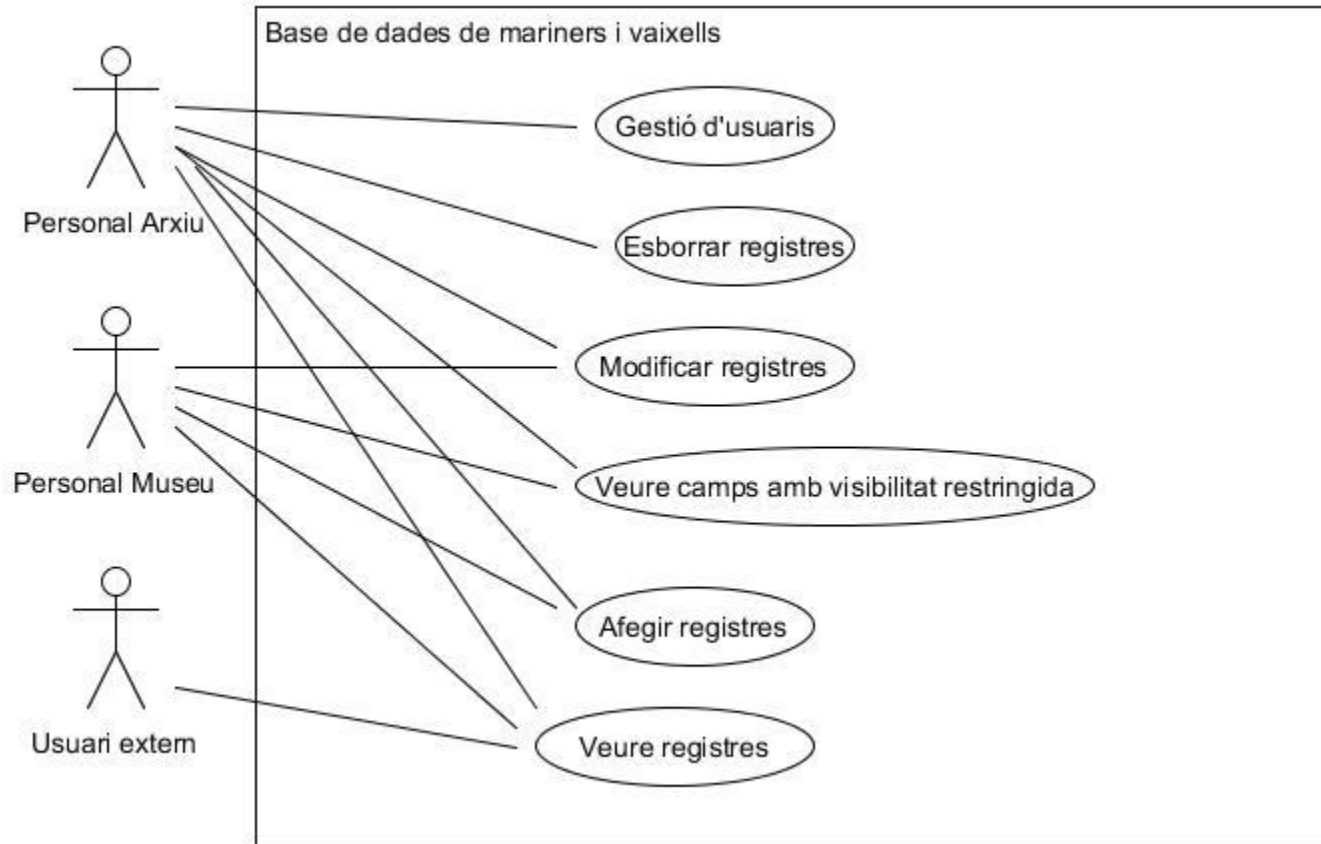 Base de dades de mariners i vaixells
Gestió d'usuaris
Personal Arxiu
Esborrar registres
Modificar registres
Personal Museu
Veure camps amb visibilitat restringida
Afegir registres
Usuari extern
Veure registres